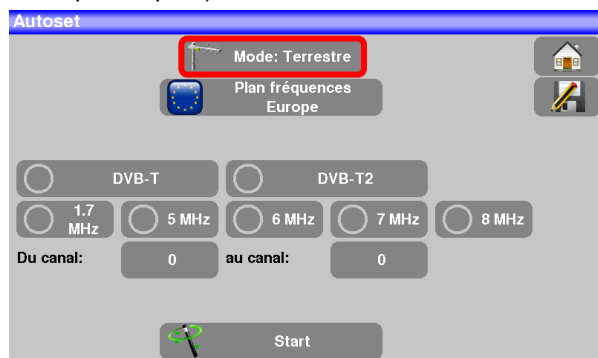 Autoset
Mode: Terrestre
Plan fréquences
Europe
DVB-T DVB-T2
1.7
MHz
5 MHz 6 MHz 7 MHz 8 MHz
Du canal: 0 au canal: 0
Start